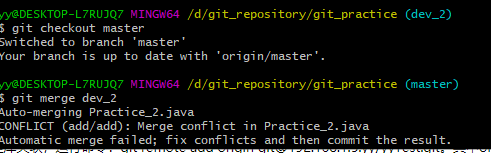 yy@DESKTOP-L7RUJQ7 MINGW64 /d/git_repository/git_practice (dev_2)
$ git checkout master
Switched to branch 'master'
Your branch is up to date with 'origin/master'.
yy@DESKTOP-L7RUJQ7 MINGW64 /d/git_repository/git_practice (master)
$ git merge dev_2
Auto-merging Practice_2.java
CONFLICT (add/add): Merge conflict in Practice_2.java
Automatic merge failed; fix conflicts and then commit the result.